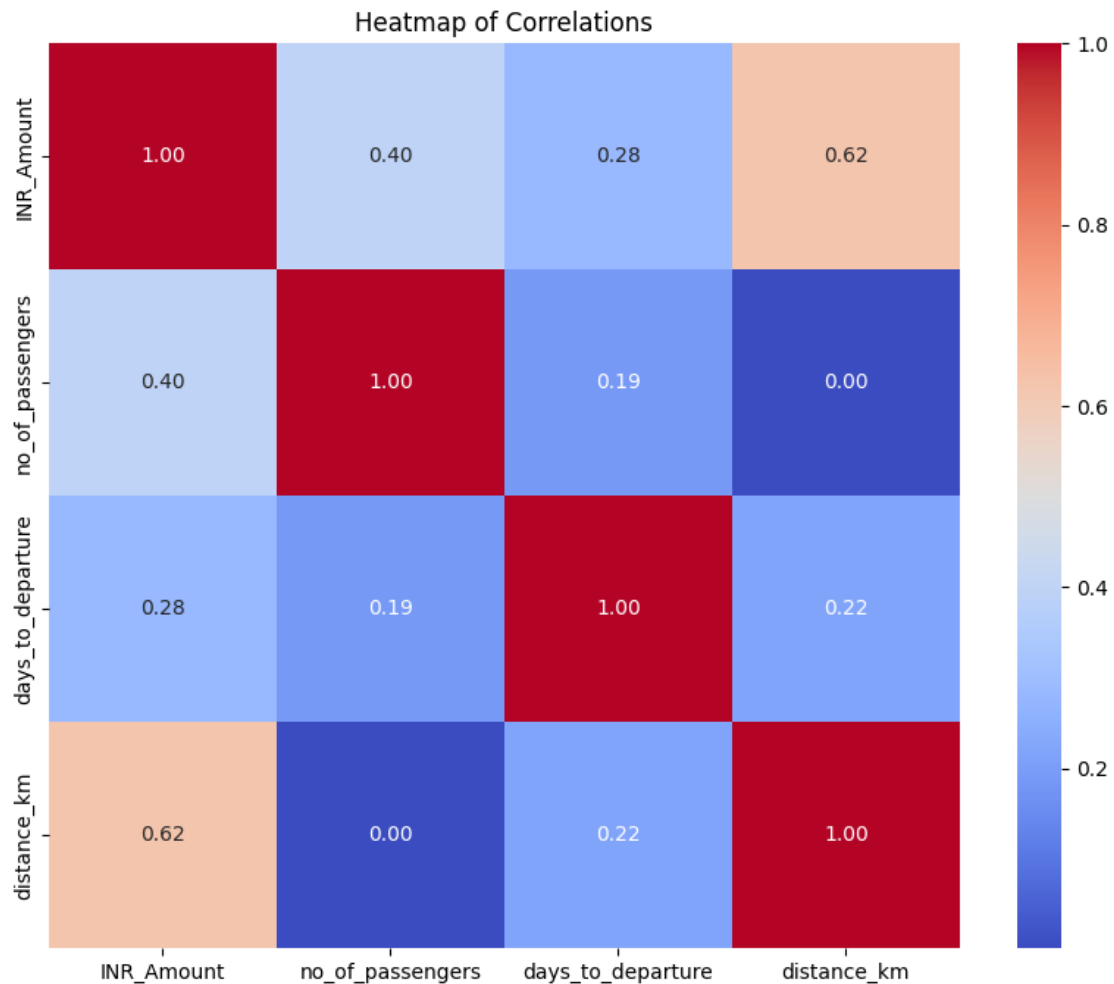 Heatmap of Correlations
INR_Amount
1.00 0.40 0.28 0.62
no_of_passengers
0.40 1.00 0.19 0.00
days_to_departure
0.28 0.19 1.00 0.22
distance_km
0.62 0.00 0.22 1.00
INR_Amount no_of_passengers days_to_departure distance_km
1.0
0.8
0.6
0.4
0.2